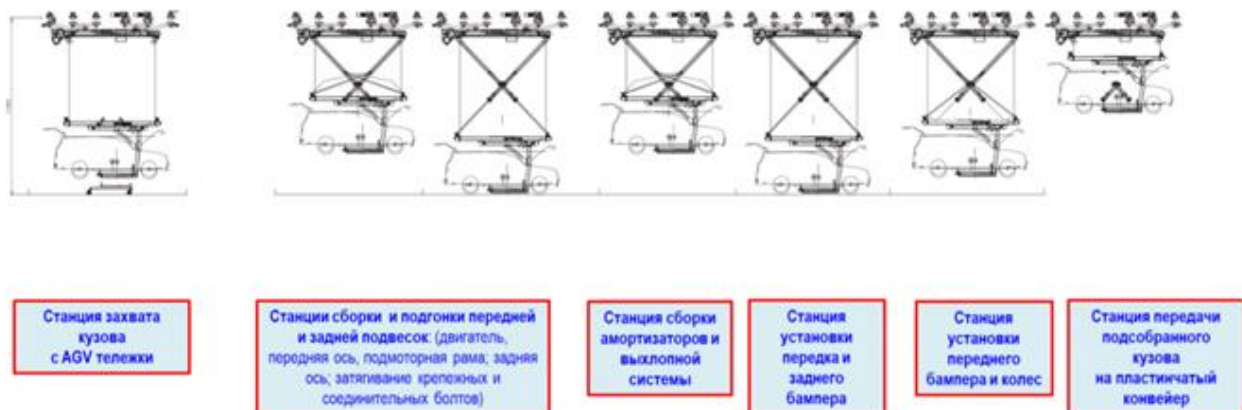 Станция захвата
кузова
с AGV тележки
Станции сборки и подгонки передней
и задней подвесок: (двигатель,
передняя ось, подмоторная рама; задняя
ось; затягивание крепежных и
соединительных болтов)
Станция сборки
амортизаторов и
выхлопной
системы
Станция
установки
передка и
заднего
бампера
Станция
установки
переднего
бампера и колес
Станция передачи
подсобранного
кузова
на пластинчатый
конвейер